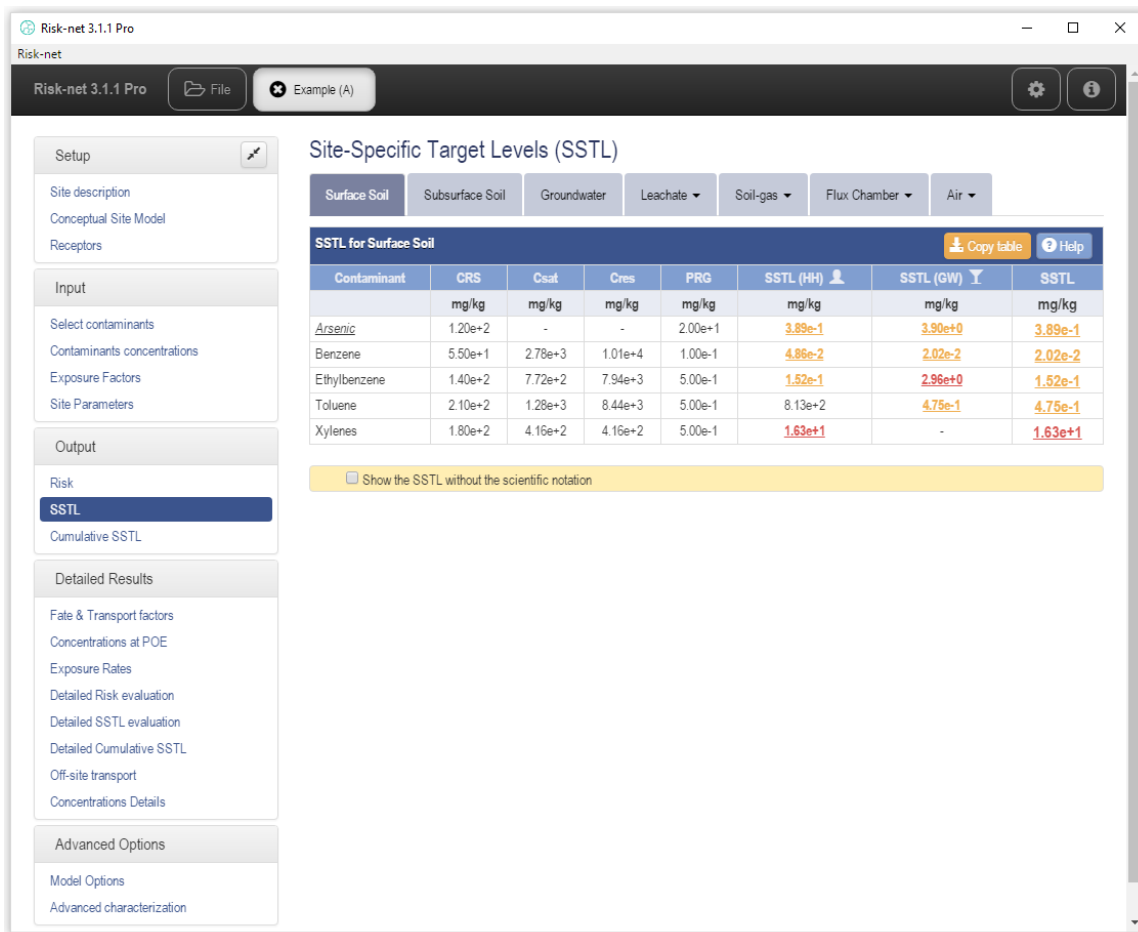 Risk-net 3.1.1 Pro
Risk-net
Risk-net 3.1.1 Pro File Example (A)
Setup
Site description
Conceptual Site Model
Receptors
Input
Select contaminants
Contaminants concentrations
Exposure Factors
Site Parameters
Output
Risk
SSTL
Cumulative SSTL
Detailed Results
Fate & Transport factors
Concentrations at POE
Exposure Rates
Detailed Risk evaluation
Detailed SSTL evaluation
Detailed Cumulative SSTL
Off-site transport
Concentrations Details
Advanced Options
Model Options
Advanced characterization
Site-Specific Target Levels (SSTL)
Surface Soil Subsurface Soil Groundwater Leachate Soil-gas Flux Chamber Air
SSTL for Surface Soil Copy table Help
Contaminant CRS Csat Cres PRG SSTL (HH) SSTL (GW) SSTL
mg/kg mg/kg mg/kg mg/kg mg/kg mg/kg mg/kg
Arsenic 1.20e+2 - - 2.00e+1 3.89e-1 3.90e+0 3.89e-1
Benzene 5.50e+1 2.78e+3 1.01e+4 1.00e-1 4.86e-2 2.02e-2 2.02e-2
Ethylbenzene 1.40e+2 7.72e+2 7.94e+3 5.00e-1 1.52e-1 2.96e+0 1.52e-1
Toluene 2.10e+2 1.28e+3 8.44e+3 5.00e-1 8.13e+2 4.75e-1 4.75e-1
Xylenes 1.80e+2 4.16e+2 4.16e+2 5.00e-1 1.63e+1 - 1.63e+1
Show the SSTL without the scientific notation